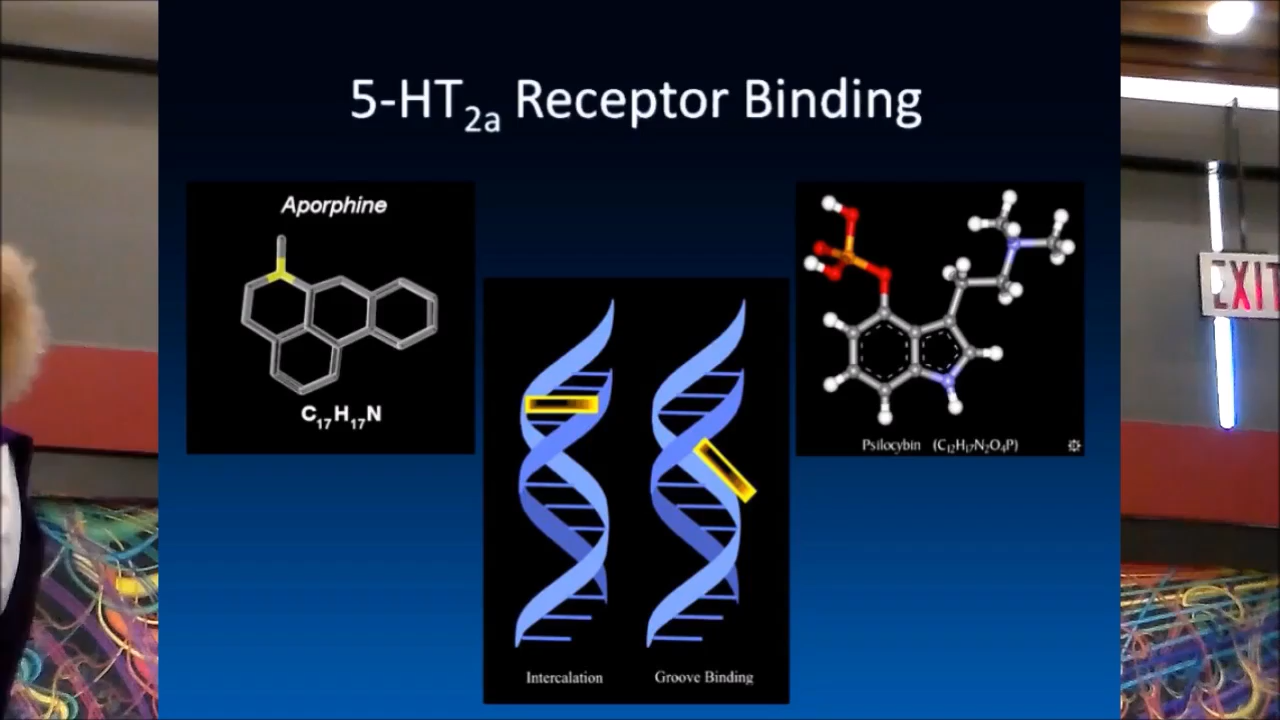 5-HT₂ₐ Receptor Binding
Aporphine
C₁₇H₁₇N
Psilocybin (C₁₂H₁₇N₂O₄P)
Intercalation
Groove Binding
EXIT